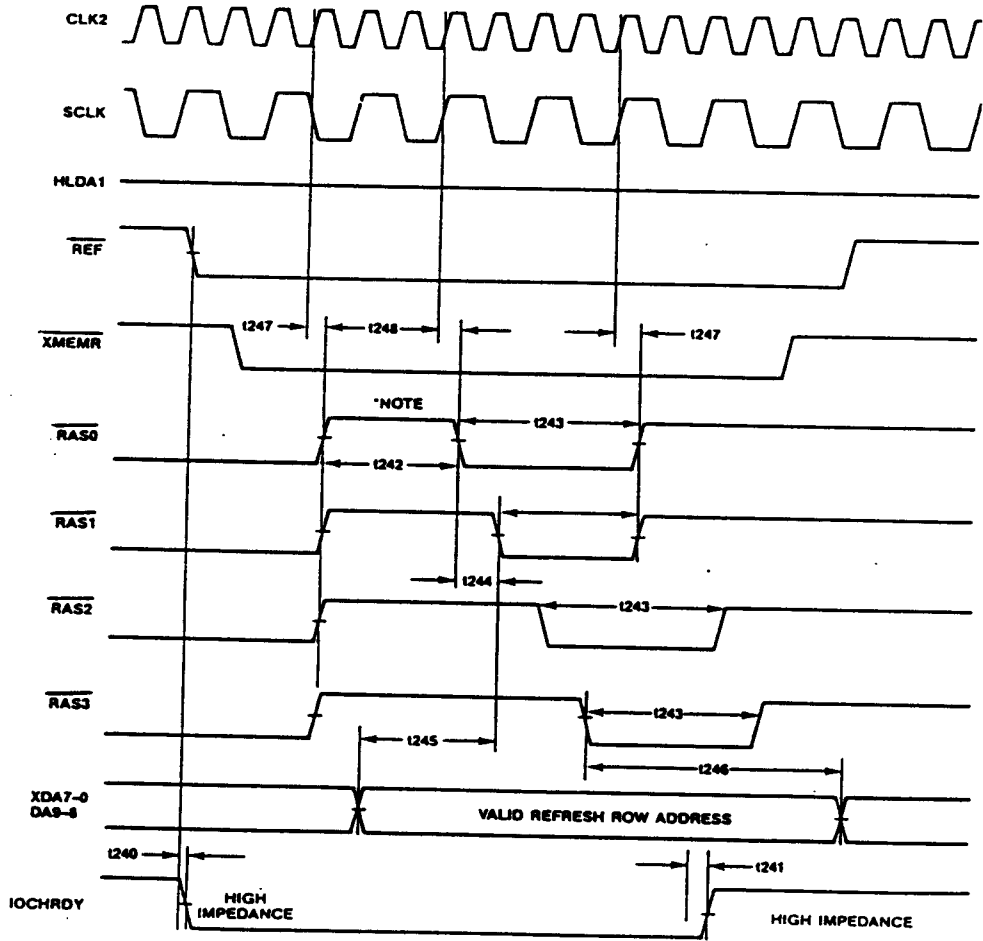 CLK2
SCLK
HLDA1
REF
XMEMR
t247
t248
t247
*NOTE
RAS0
t243
t242
RAS1
t244
RAS2
t243
RAS3
t243
t245
t246
XDA7-0
DA9-8
VALID REFRESH ROW ADDRESS
t240
t241
IOCHRDY
HIGH
IMPEDANCE
HIGH IMPEDANCE